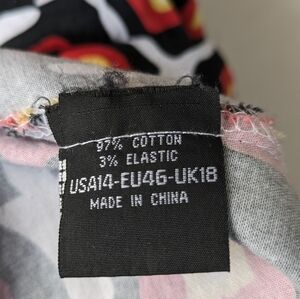 97% COTTON
3% ELASTIC
USA14-EU46-UK18
MADE IN CHINA